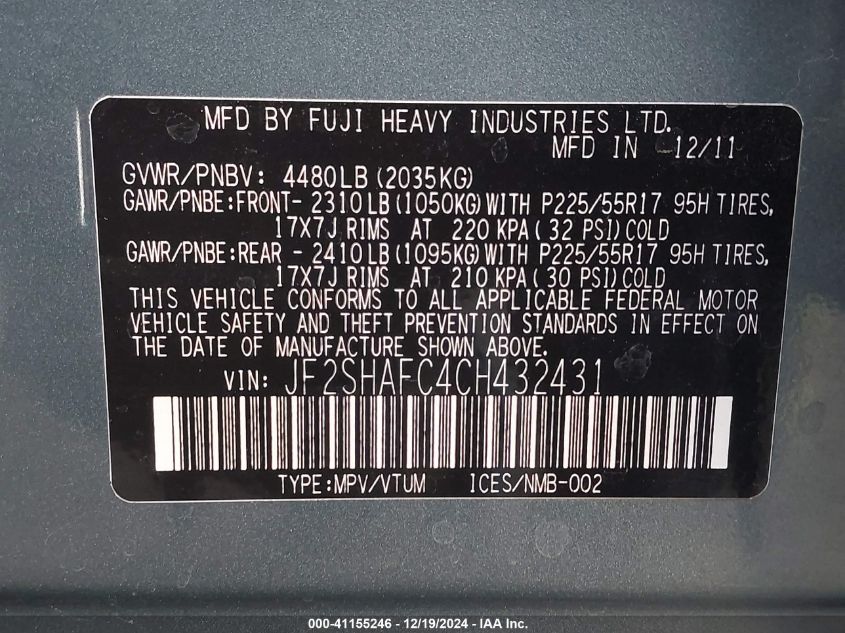 MFD BY FUJI HEAVY INDUSTRIES LTD.
MFD IN 12/11
GVWR/PNBV: 4480LB(2035KG)
GAWR/PNBE:FRONT- 2310LB(1050KG)WITH P225/55R17 95H TIRES,
17X7J RIMS AT 220 KPA(32 PSI)COLD
GAWR/PNBE:REAR - 2410LB(1095KG)WITH P225/55R17 95H TIRES,
17X7J RIMS AT 210 KPA(30 PSI)COLD
THIS VEHICLE CONFORMS TO ALL APPLICABLE FEDERAL MOTOR
VEHICLE SAFETY AND THEFT PREVENTION STANDARDS IN EFFECT ON
THE DATE OF MANUFACTURE SHOWN ABOVE.
VIN: JF2SHAFC4CH432431
TYPE:MPV/VTUM ICES/NMB-002
000-41155246 - 12/19/2024 - IAA Inc.